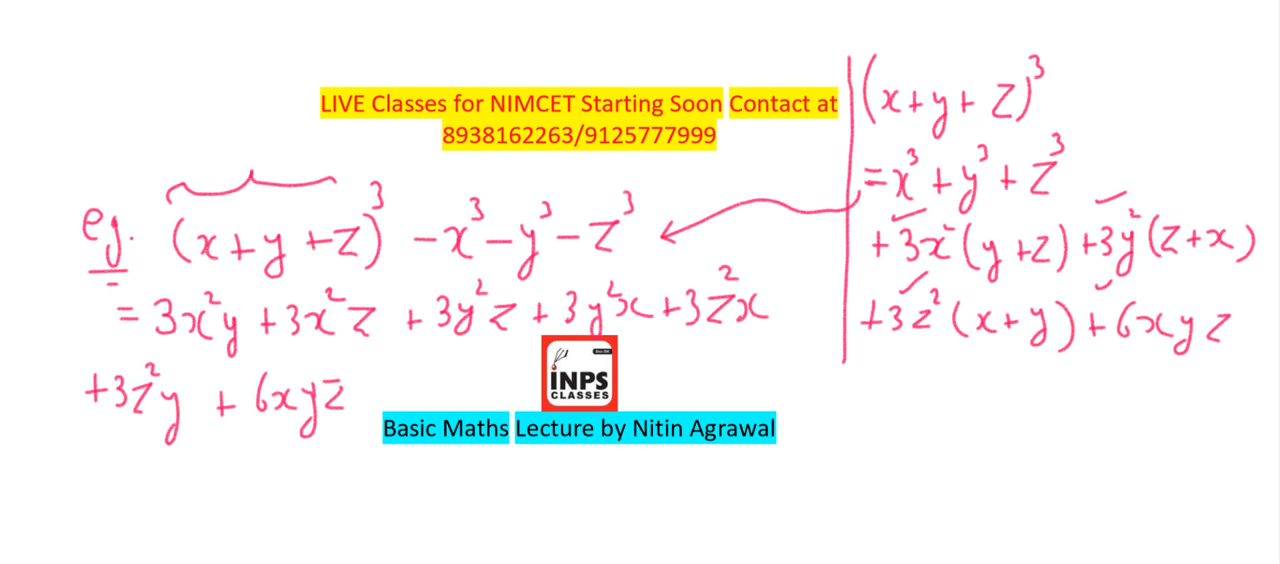 LIVE Classes for NIMCET Starting Soon Contact at
8938162263/9125777999
eg. (x+y+z)³ -x³-y³-z³
= 3x²y + 3x²z + 3y²z + 3y²x + 3z²x
+3z²y + 6xyz
(x+y+z)³
=x³+y³+z³
+3x²(y+z)+3y²(z+x)
+3z²(x+y)+6xyz
INPS
CLASSES
Basic Maths Lecture by Nitin Agrawal